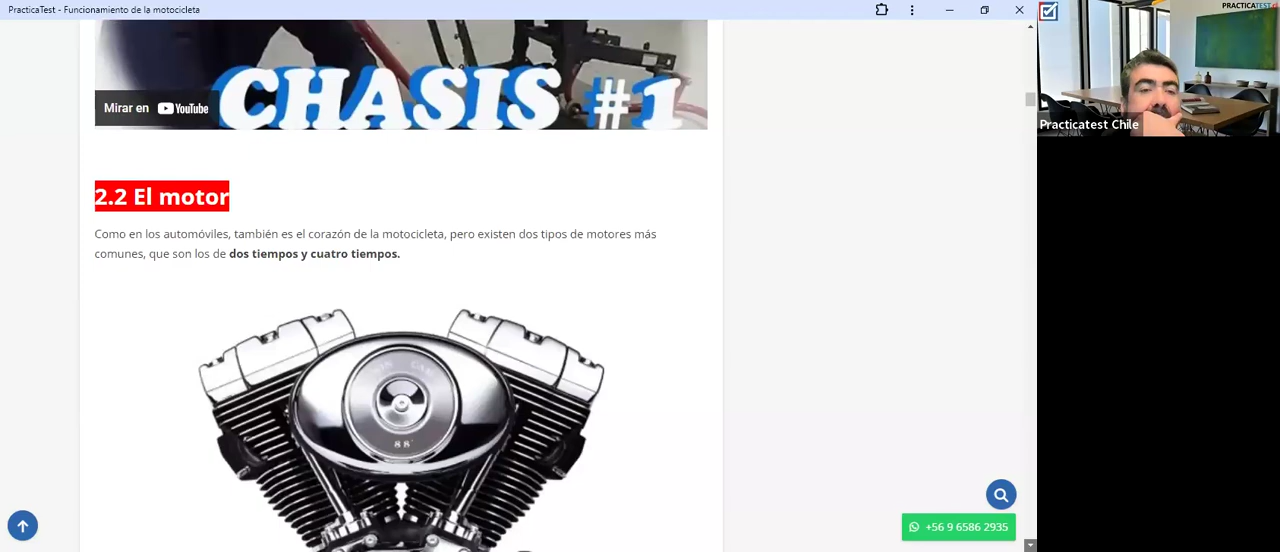 PracticaTest - Funcionamiento de la motocicleta
CHASIS #1
Mirar en YouTube
2.2 El motor
Como en los automóviles, también es el corazón de la motocicleta, pero existen dos tipos de motores más
comunes, que son los de dos tiempos y cuatro tiempos.
88
+56 9 6586 2935
PRACTICATEST
Practicatest Chile